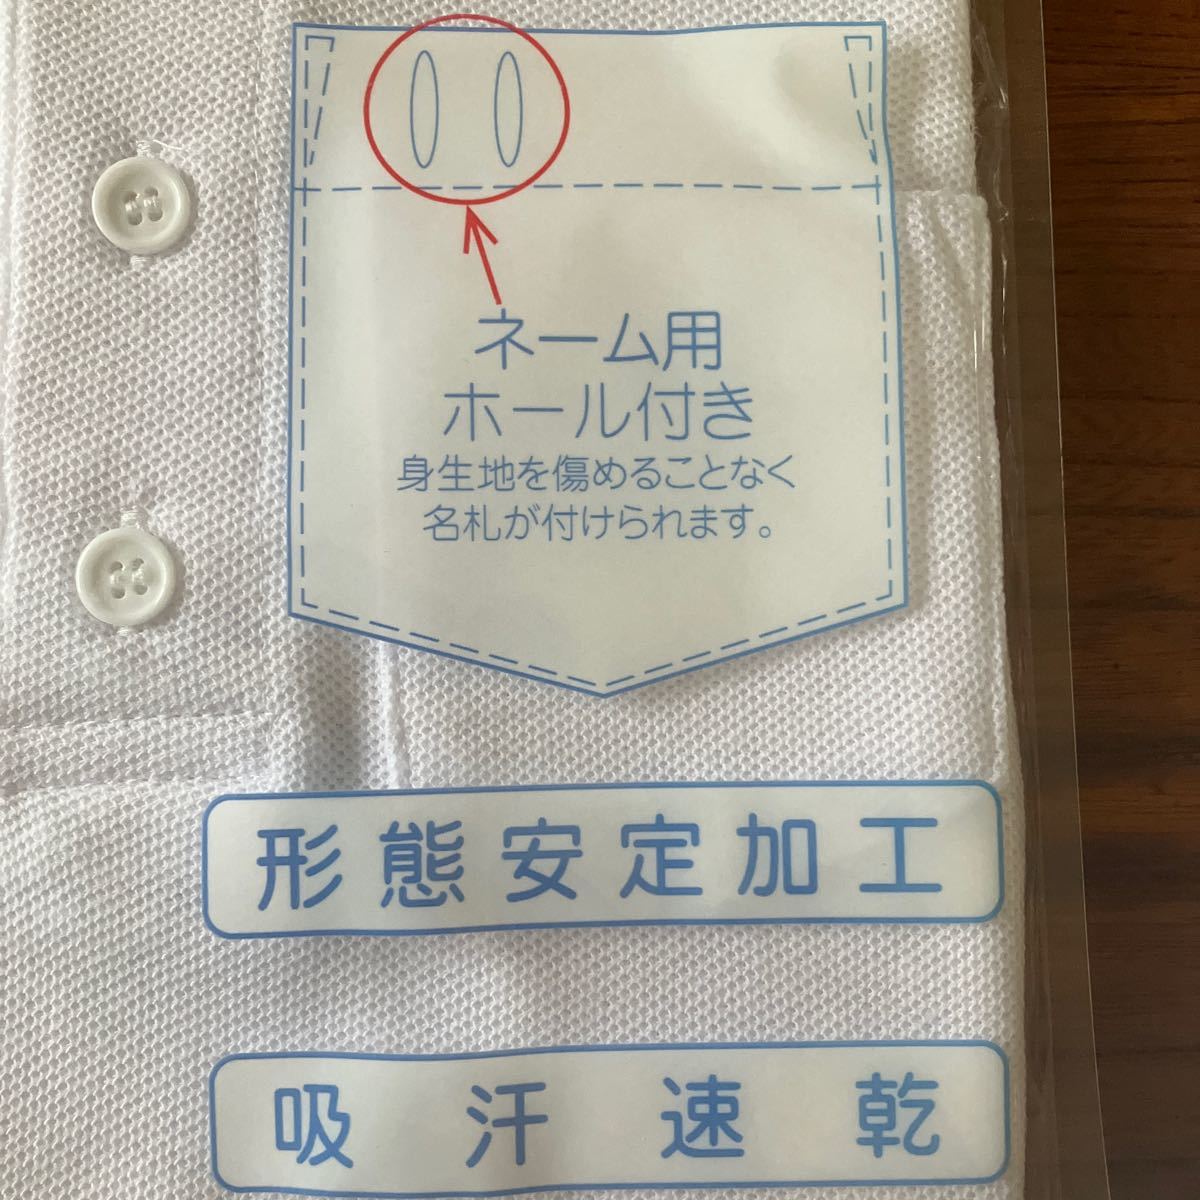 ネーム用
ホール付き
身生地を傷めることなく
名札が付けられます。
形態安定加工
吸汗速乾